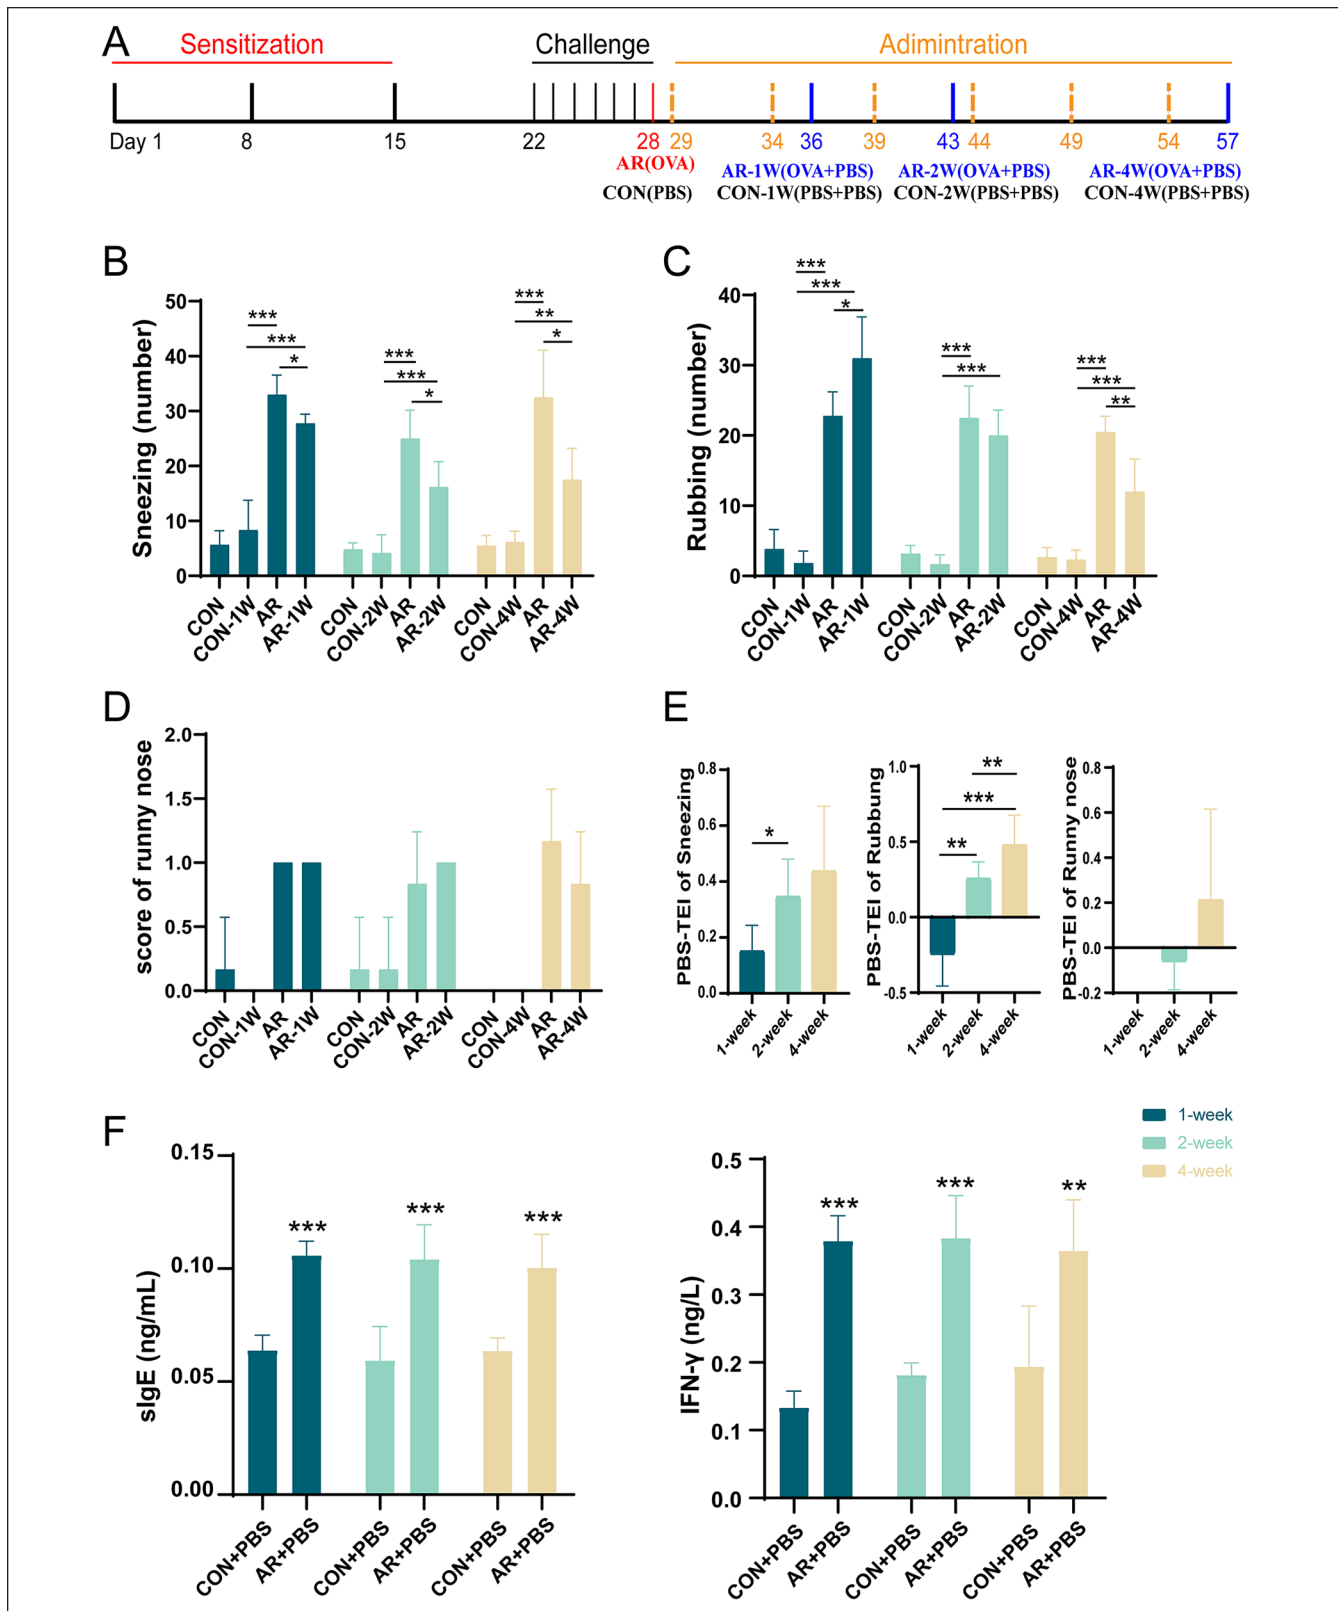 A
Sensitization
Challenge
Adimintration
Day 1 8 15 22 28 29 34 36 39 43 44 49 54 57
AR(OVA) AR-1W(OVA+PBS) AR-2W(OVA+PBS) AR-4W(OVA+PBS)
CON(PBS) CON-1W(PBS+PBS) CON-2W(PBS+PBS) CON-4W(PBS+PBS)
B
Sneezing (number)
50
40
30
20
10
0
*** *** *
*** *** *
*** ** *
CON CON-1W AR AR-1W CON CON-2W AR AR-2W CON CON-4W AR AR-4W
C
Rubbing (number)
40
30
20
10
0
*** *** *
*** ***
*** *** **
CON CON-1W AR AR-1W CON CON-2W AR AR-2W CON CON-4W AR AR-4W
D
score of runny nose
2.0
1.5
1.0
0.5
0.0
CON CON-1W AR AR-1W CON CON-2W AR AR-2W CON CON-4W AR AR-4W
E
PBS-TEI of Sneezing
0.8
0.6
0.4
0.2
0.0
*
1-week 2-week 4-week
PBS-TEI of Rubbung
1.0
0.5
0.0
-0.5
**
***
**
1-week 2-week 4-week
PBS-TEI of Runny nose
0.8
0.6
0.4
0.2
0.0
-0.2
1-week 2-week 4-week
1-week
2-week
4-week
F
sIgE (ng/mL)
0.15
0.10
0.05
0.00
*** *** ***
CON+PBS AR+PBS CON+PBS AR+PBS CON+PBS AR+PBS
IFN-γ (ng/L)
0.5
0.4
0.3
0.2
0.1
0.0
*** *** **
CON+PBS AR+PBS CON+PBS AR+PBS CON+PBS AR+PBS